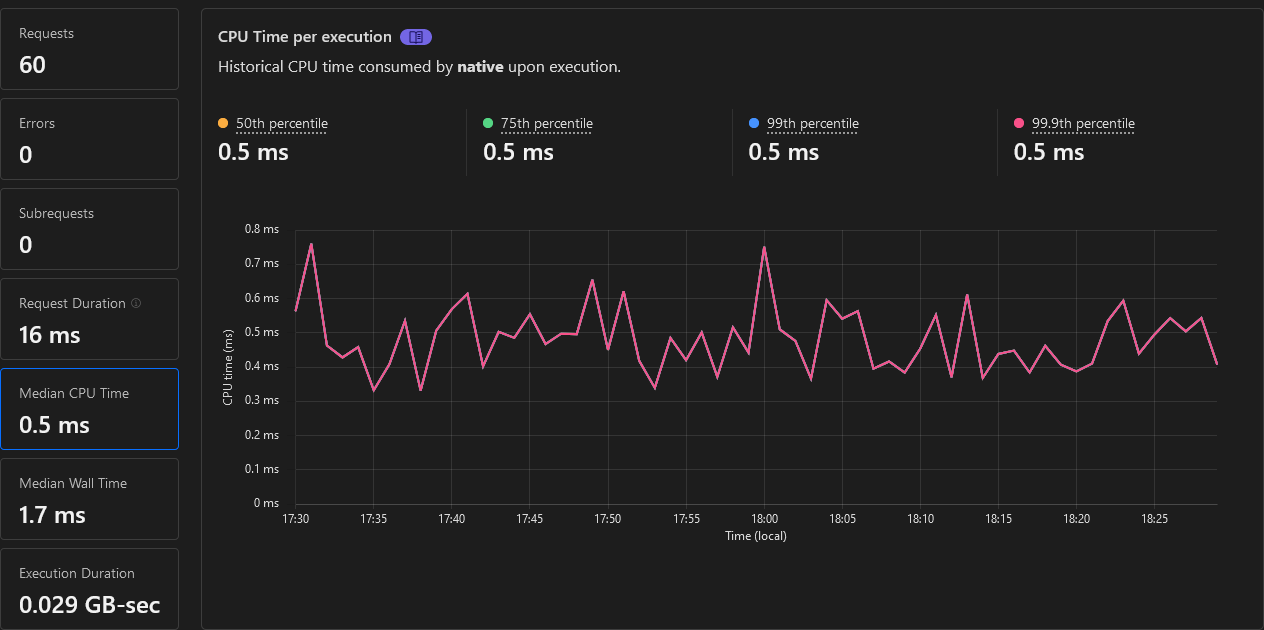 Requests
60
Errors
0
Subrequests
0
Request Duration
16 ms
Median CPU Time
0.5 ms
Median Wall Time
1.7 ms
Execution Duration
0.029 GB-sec
CPU Time per execution
Historical CPU time consumed by native upon execution.
50th percentile
0.5 ms
75th percentile
0.5 ms
99th percentile
0.5 ms
99.9th percentile
0.5 ms
CPU time (ms)
0.8 ms
0.7 ms
0.6 ms
0.5 ms
0.4 ms
0.3 ms
0.2 ms
0.1 ms
0 ms
17:30 17:35 17:40 17:45 17:50 17:55 18:00 18:05 18:10 18:15 18:20 18:25
Time (local)